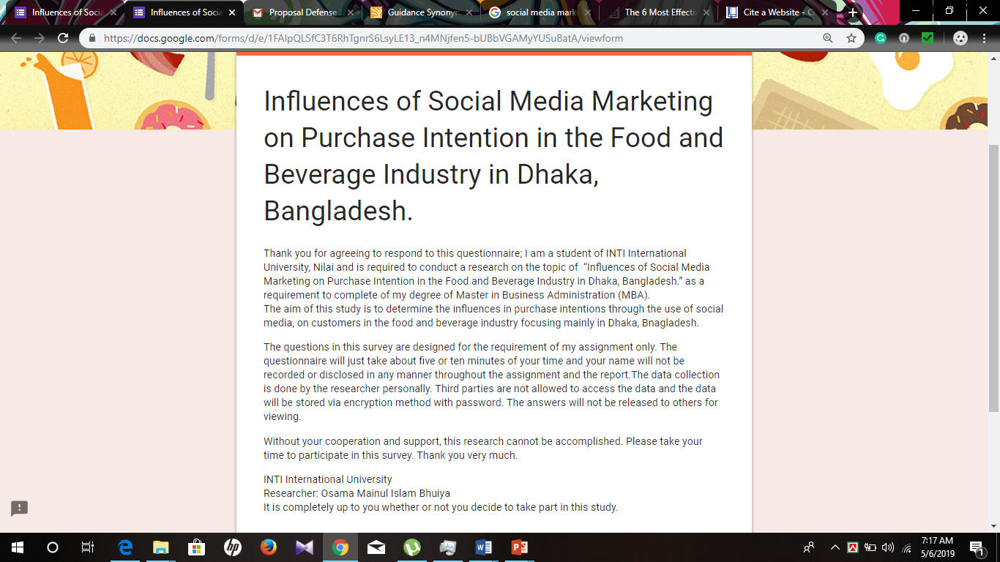 Influences of Socia
Influences of Socia
Proposal Defense
Guidance Synonym
social media mark
The 6 Most Effecti
Cite a Website - C
https://docs.google.com/forms/d/e/1FAIpQLSfC3T6RhTgnrS6LsyLE13_n4MNjfen5-bUBbVGAMyYUSuBatA/viewform
Influences of Social Media Marketing
on Purchase Intention in the Food and
Beverage Industry in Dhaka,
Bangladesh.
Thank you for agreeing to respond to this questionnaire; I am a student of INTI International
University, Nilai and is required to conduct a research on the topic of “Influences of Social Media
Marketing on Purchase Intention in the Food and Beverage Industry in Dhaka, Bangladesh.” as a
requirement to complete of my degree of Master in Business Administration (MBA).
The aim of this study is to determine the influences in purchase intentions through the use of social
media, on customers in the food and beverage industry focusing mainly in Dhaka, Bnagladesh.
The questions in this survey are designed for the requirement of my assignment only. The
questionnaire will just take about five or ten minutes of your time and your name will not be
recorded or disclosed in any manner throughout the assignment and the report.The data collection
is done by the researcher personally. Third parties are not allowed to access the data and the data
will be stored via encryption method with password. The answers will not be released to others for
viewing.
Without your cooperation and support, this research cannot be accomplished. Please take your
time to participate in this survey. Thank you very much.
INTI International University
Researcher: Osama Mainul Islam Bhuiya
It is completely up to you whether or not you decide to take part in this study.
7:17 AM
5/6/2019